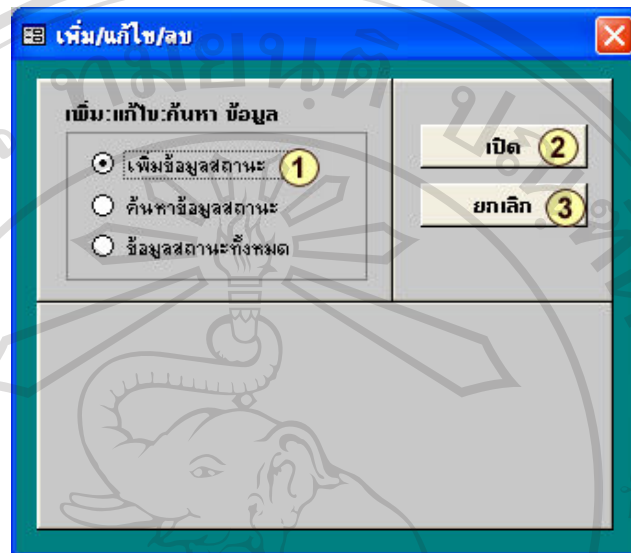 เพิ่ม/แก้ไข/ลบ
เพิ่ม:แก้ไข:ค้นหา ข้อมูล
เพิ่มข้อมูลสถานะ 1
ค้นหาข้อมูลสถานะ
ข้อมูลสถานะทั้งหมด
เปิด 2
ยกเลิก 3